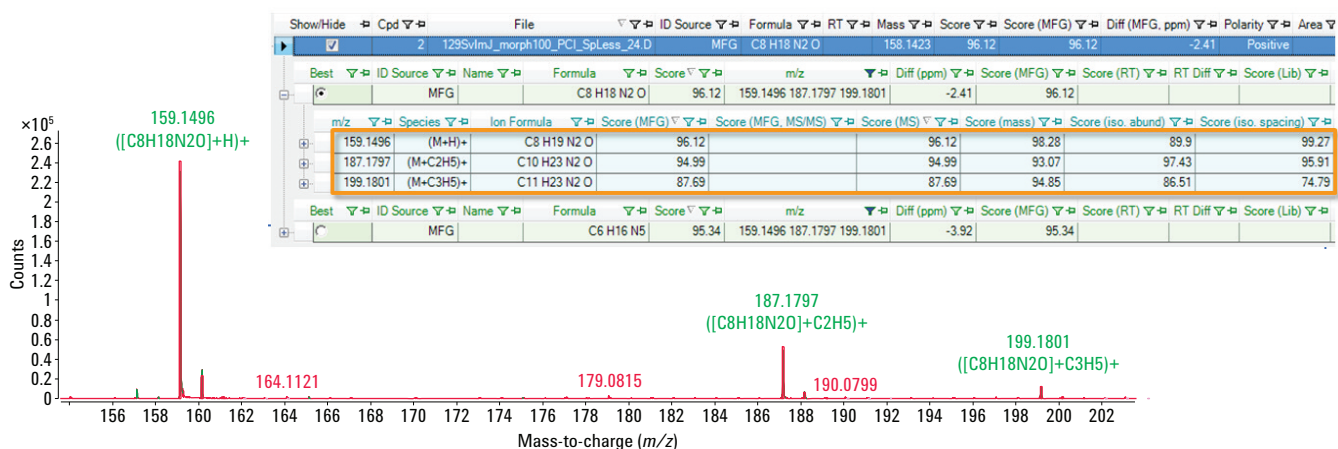 Show/Hide Cpd File ID Source Formula RT Mass Score Score (MFG) Diff (MFG, ppm) Polarity Area
2 129SvlmJ_morph100_PCI_SpLess_24.D MFG C8 H18 N2 O 158.1423 96.12 96.12 -2.41 Positive
Best ID Source Name Formula Score m/z Diff (ppm) Score (MFG) Score (RT) RT Diff Score (Lib)
MFG C8 H18 N2 O 96.12 159.1496 187.1797 199.1801 -2.41 96.12
m/z Species Ion Formula Score (MFG) Score (MFG, MS/MS) Score (MS) Score (mass) Score (iso. abund) Score (iso. spacing)
159.1496 (M+H)+ C8 H19 N2 O 96.12 96.12 98.28 89.9 99.27
187.1797 (M+C2H5)+ C10 H23 N2 O 94.99 94.99 93.07 97.43 95.91
199.1801 (M+C3H5)+ C11 H23 N2 O 87.69 87.69 94.85 86.51 74.79
Best ID Source Name Formula Score m/z Diff (ppm) Score (MFG) Score (RT) RT Diff Score (Lib)
MFG C6 H16 N5 95.34 159.1496 187.1797 199.1801 -3.92 95.34
×10⁵
159.1496
([C8H18N2O]+H)+
2.6
2.4
2.2
2.0
1.8
1.6
1.4
1.2
1
0.8
0.6
0.4
0.2
0
Counts
164.1121
179.0815
187.1797
([C8H18N2O]+C2H5)+
190.0799
199.1801
([C8H18N2O]+C3H5)+
156 158 160 162 164 166 168 170 172 174 176 178 180 182 184 186 188 190 192 194 196 198 200 202
Mass-to-charge (m/z)